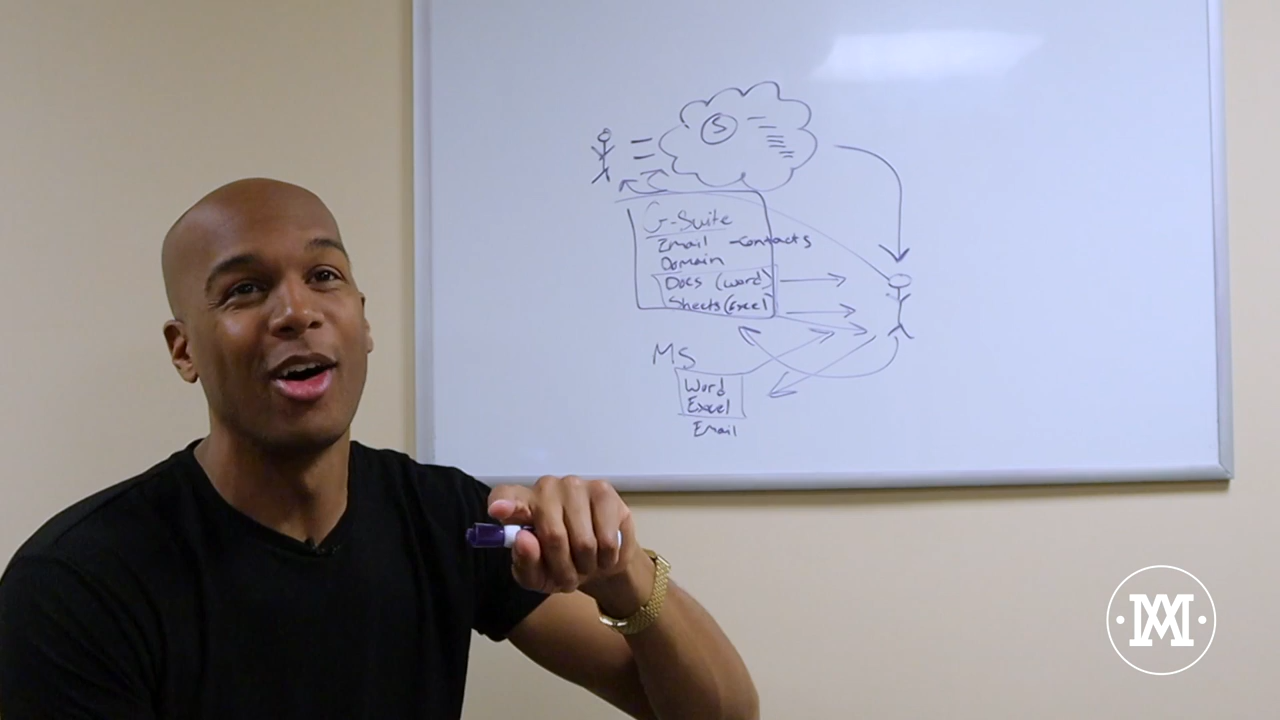 S
G-Suite
Email - Contacts
Domain
Docs (word)
Sheets (Excel)
MS
Word
Excel
Email